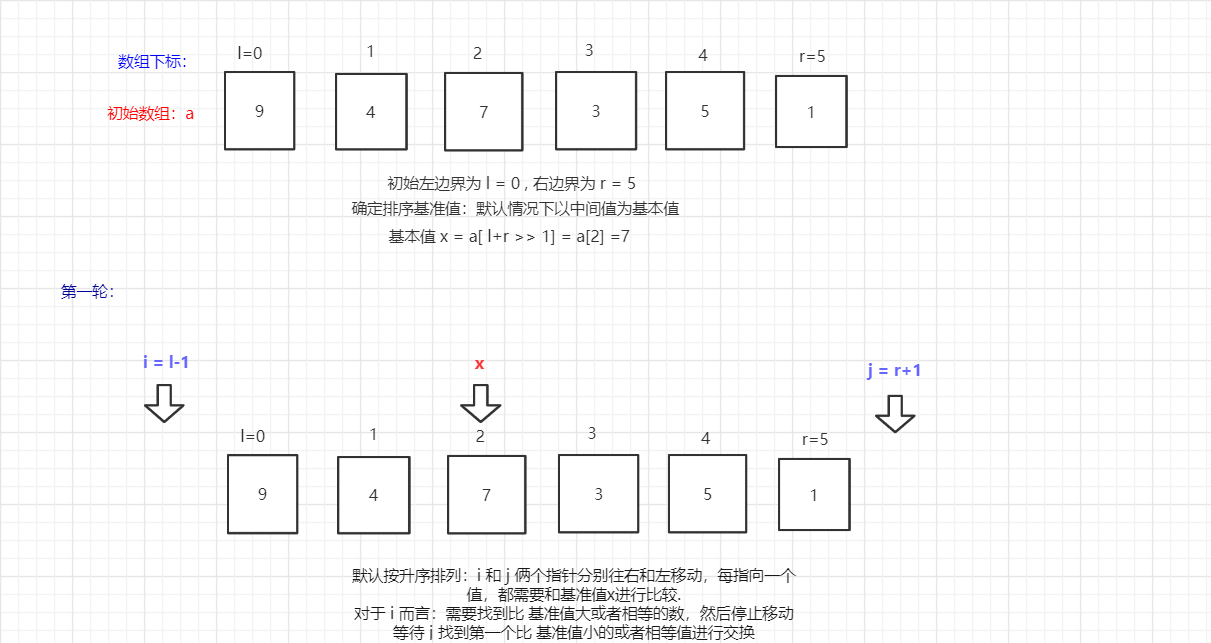 数组下标：
l=0 1 2 3 4 r=5
初始数组：a
9 4 7 3 5 1
初始左边界为 l = 0 , 右边界为 r = 5
确定排序基准值：默认情况下以中间值为基本值
基本值 x = a[ l+r >> 1] = a[2] =7
第一轮：
i = l-1 x j = r+1
l=0 1 2 3 4 r=5
9 4 7 3 5 1
默认按升序排列：i 和 j 俩个指针分别往右和左移动，每指向一个
值，都需要和基准值x进行比较.
对于 i 而言：需要找到比 基准值大或者相等的数，然后停止移动
等待 j 找到第一个比 基准值小的或者相等值进行交换